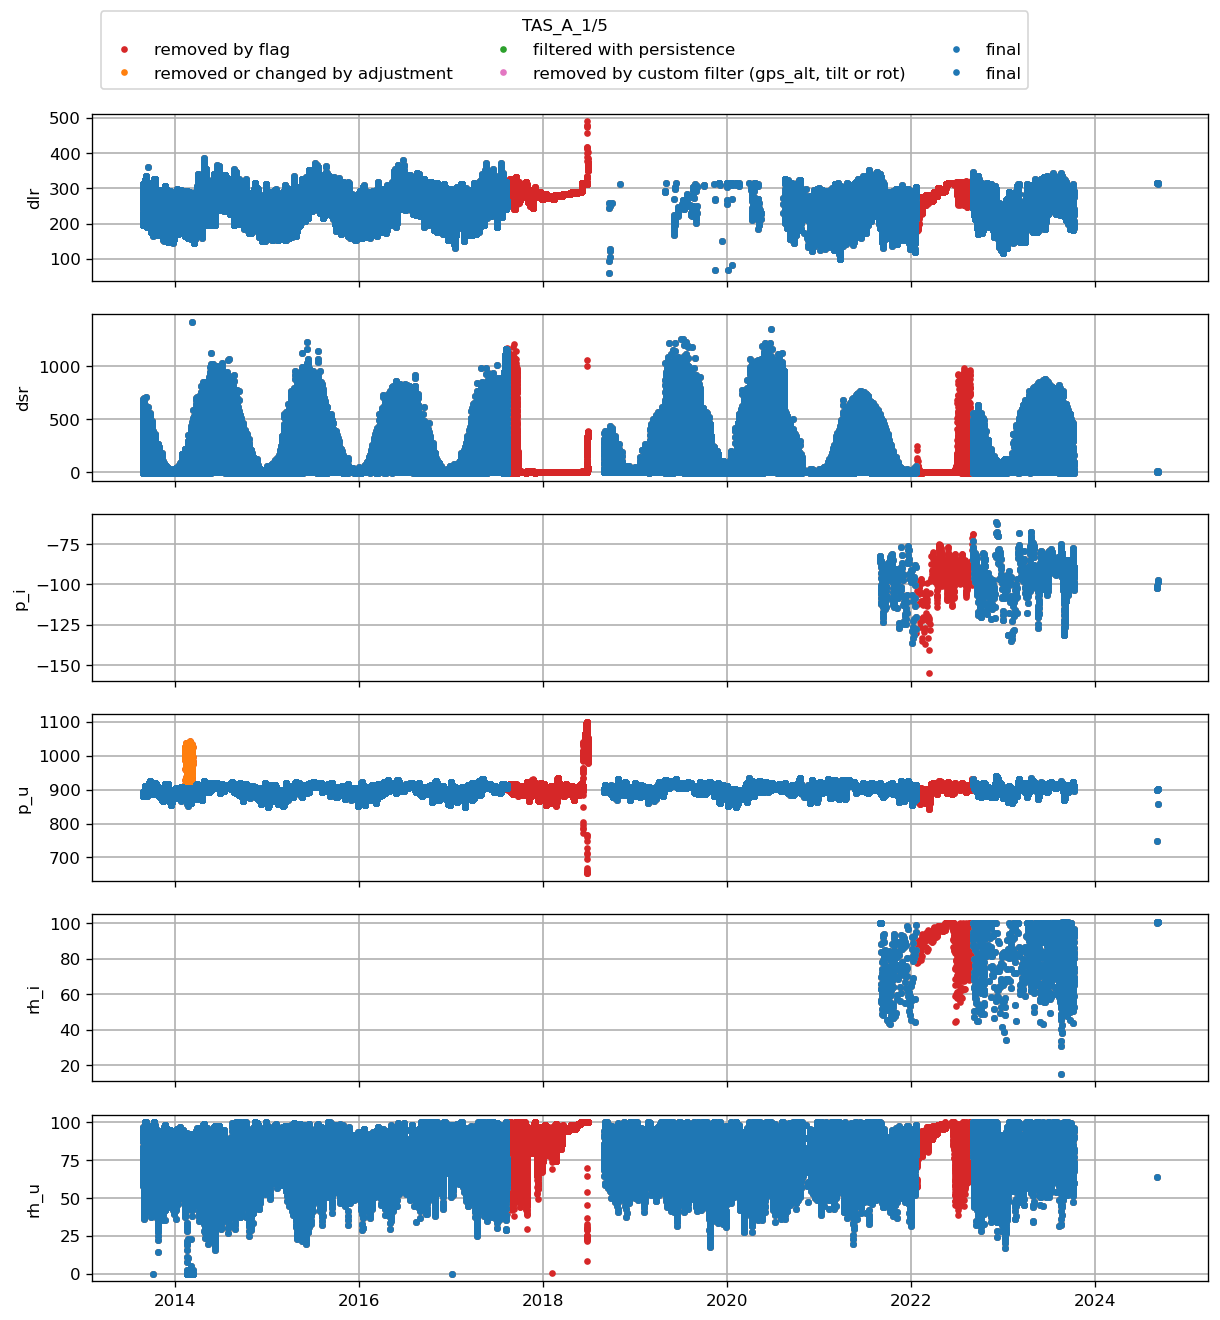 TAS_A_1/5
removed by flag
filtered with persistence
final
removed or changed by adjustment
removed by custom filter (gps_alt, tilt or rot)
final
500
400
300
200
100
dlr
1000
500
0
dsr
−75
−100
−125
−150
p_i
1100
1000
900
800
700
p_u
100
80
60
40
20
rh_i
100
75
50
25
0
rh_u
2014
2016
2018
2020
2022
2024